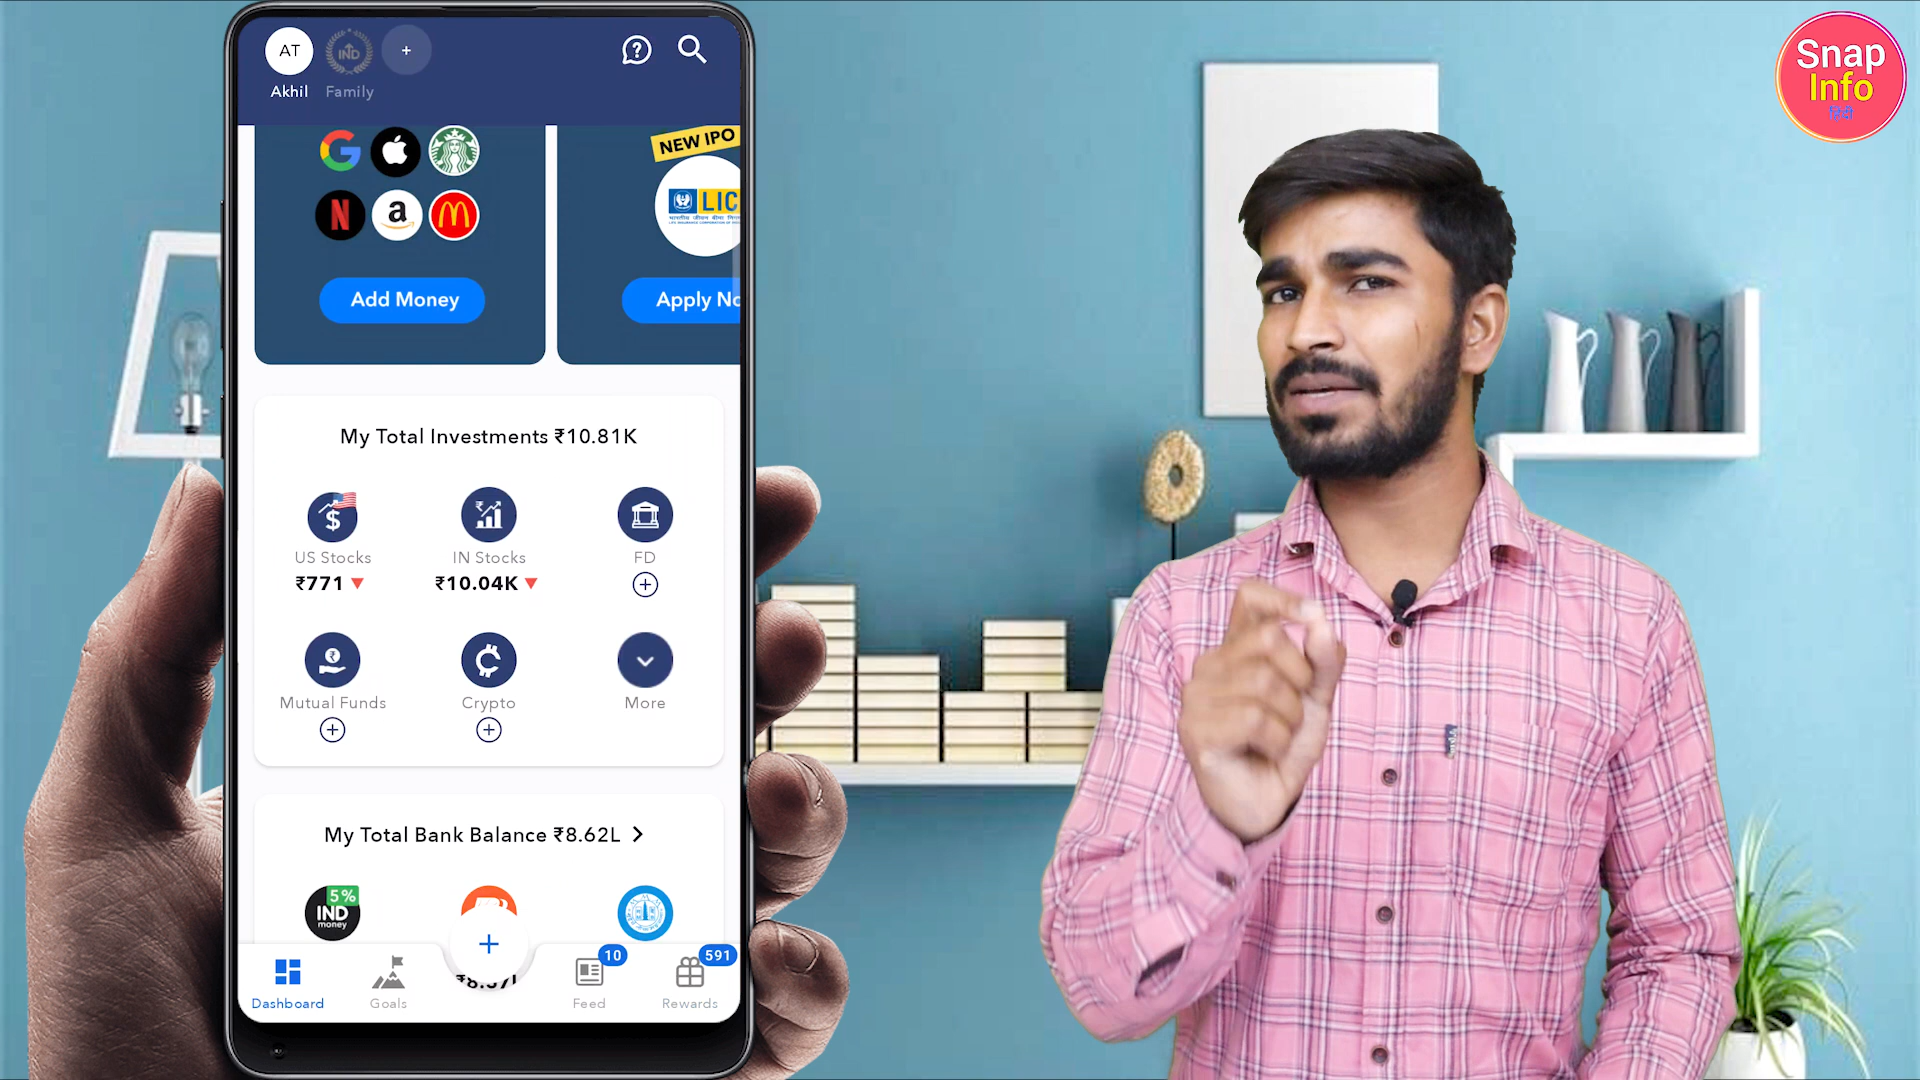 AT
IND
+
Akhil
Family
Snap
Info
हिंदी
NEW IPO
LIC
N
a
Add Money
Apply No
My Total Investments ₹10.81K
US Stocks
IN Stocks
FD
₹771
₹10.04K
Mutual Funds
Crypto
More
My Total Bank Balance ₹8.62L
5%
IND
money
10
591
Dashboard
Goals
Feed
Rewards